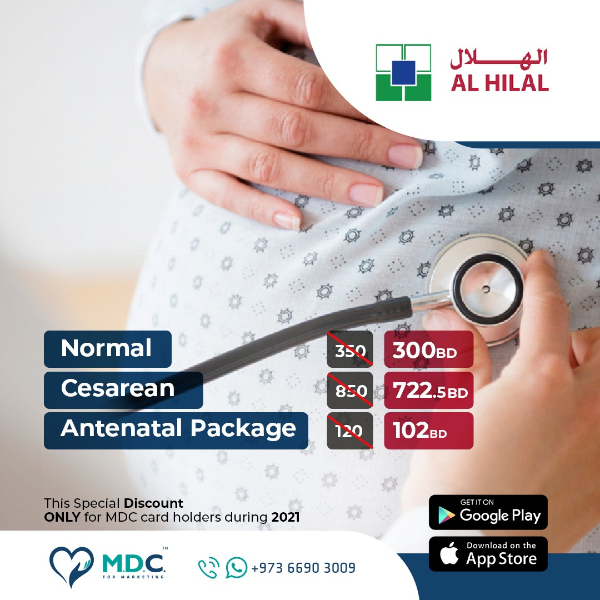 الهلال
AL HILAL
Normal 350 300BD
Cesarean 850 722.5BD
Antenatal Package 120 102BD
This Special Discount
ONLY for MDC card holders during 2021
GET IT ON
Google Play
Download on the
App Store
M.D.C.™
FOR MARKETING
+973 6690 3009